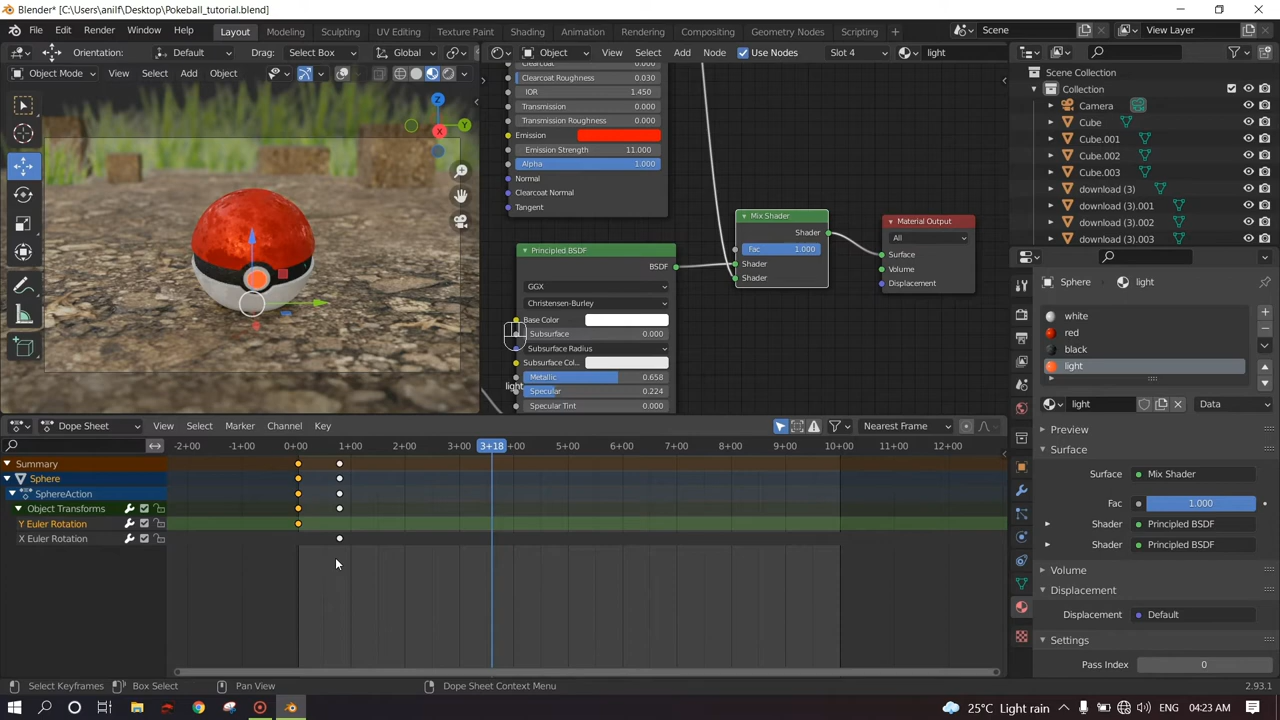 Blender* [C:\Users\anilf\Desktop\Pokeball_tutorial.blend]
File Edit Render Window Help Layout Modeling Sculpting UV Editing Texture Paint Shading Animation Rendering Compositing Geometry Nodes Scripting Scene View Layer
Orientation: Default Drag: Select Box Global Object View Select Add Node Use Nodes Slot 4 light
Object Mode View Select Add Object
Z
Y
X
Clearcoat 0.000
Clearcoat Roughness 0.030
IOR 1.450
Transmission 0.000
Transmission Roughness 0.000
Emission
Emission Strength 11.000
Alpha 1.000
Normal
Clearcoat Normal
Tangent
Principled BSDF
BSDF
GGX
Christensen-Burley
Base Color
Subsurface 0.000
Subsurface Radius
Subsurface Col...
Metallic 0.658
light
Specular 0.224
Specular Tint 0.000
Mix Shader
Shader
Fac 1.000
Shader
Shader
Material Output
All
Surface
Volume
Displacement
Scene Collection
Collection
Camera
Cube
Cube.001
Cube.002
Cube.003
download (3)
download (3).001
download (3).002
download (3).003
Sphere light
white
red
black
light
light Data
Preview
Surface
Surface Mix Shader
Fac 1.000
Shader Principled BSDF
Shader Principled BSDF
Volume
Displacement
Displacement Default
Settings
Pass Index 0
Dope Sheet View Select Marker Channel Key Nearest Frame
-2+00 -1+00 0+00 1+00 2+00 3+00 3+18 +00 5+00 6+00 7+00 8+00 9+00 10+00 11+00 12+00
Summary
Sphere
SphereAction
Object Transforms
Y Euler Rotation
X Euler Rotation
Select Keyframes Box Select Pan View Dope Sheet Context Menu 2.93.1
25°C Light rain ENG 04:23 AM